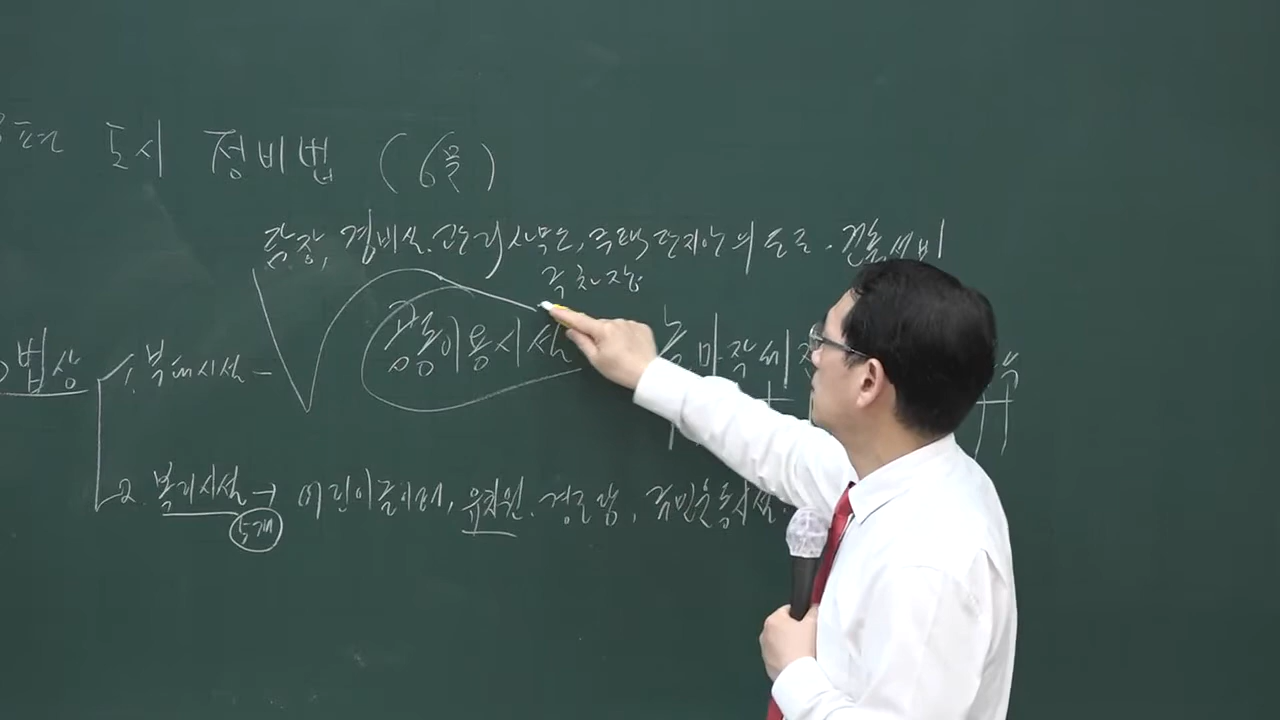 도시 정비법 (6물)
담장, 경비실, 관리사무소, 주택단지안의 도로, 건축설비
주차장
공동이용시설
법상
1. 부대시설 -
2. 복리시설 → 어린이놀이터, 유치원, 경로당, 주민운동시설
5개